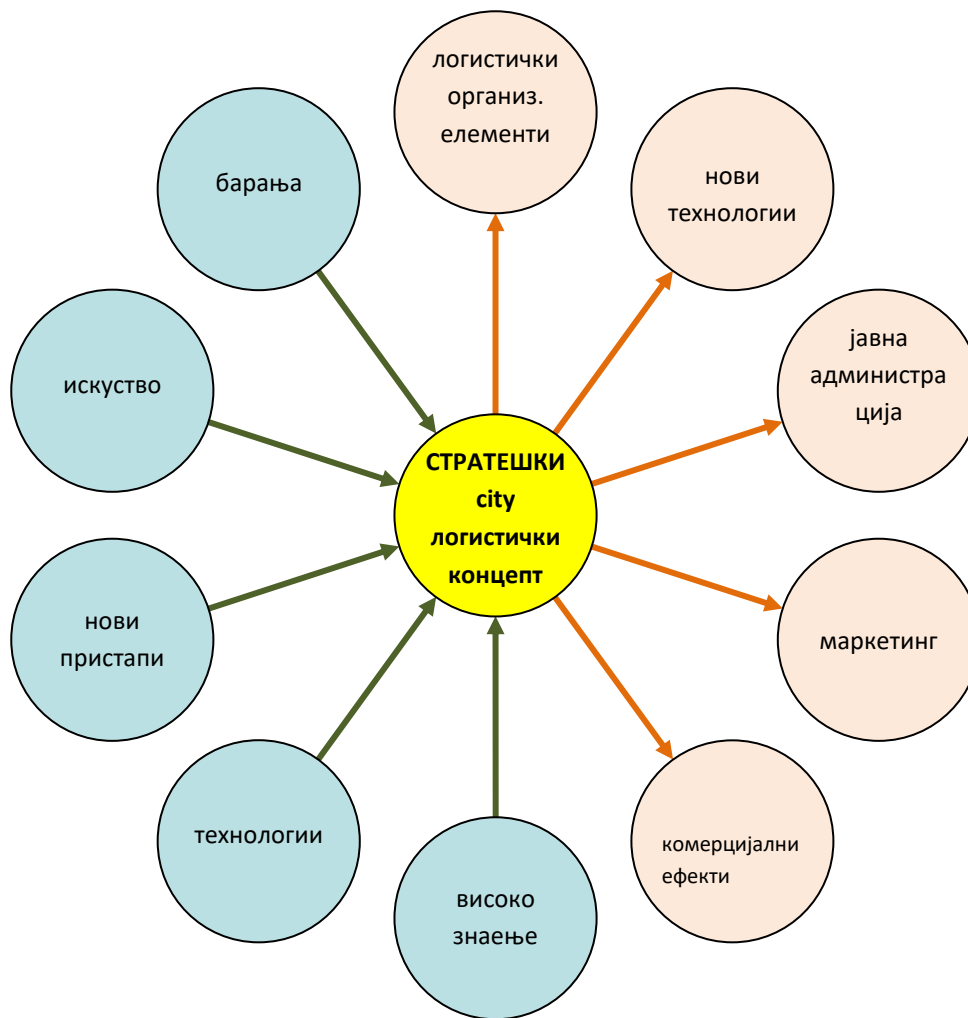 логистички
организ.
елементи
барања
нови
технологии
јавна
администра
ција
искуство
СТРАТЕШКИ
city
логистички
концепт
нови
пристапи
маркетинг
технологии
комерцијални
ефекти
високо
знаење